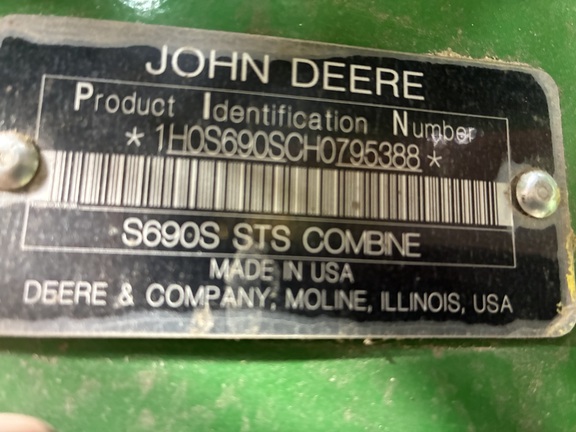 JOHN DEERE
Product Identification Number
*1H0S690SCH0795388*
S690S STS COMBINE
MADE IN USA
DEERE & COMPANY: MOLINE, ILLINOIS, USA